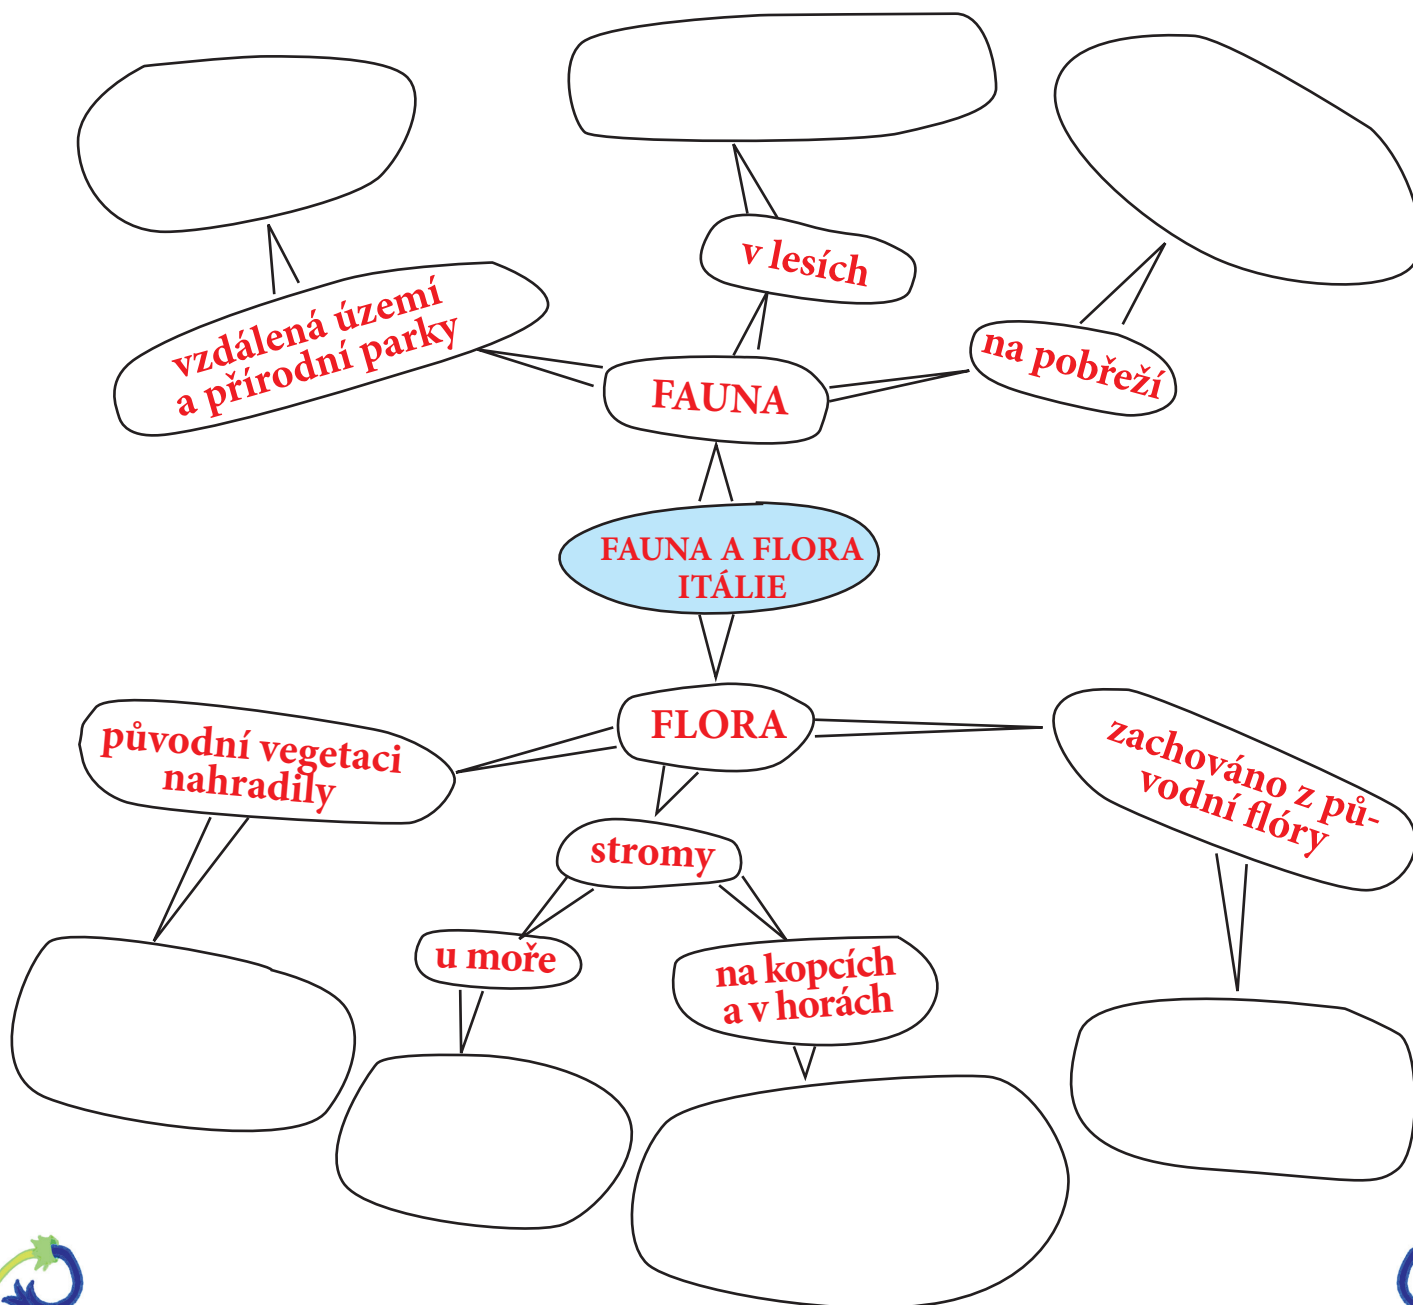 v lesích
vzdálená území
a přírodní parky
na pobřeží
FAUNA
FAUNA A FLORA
ITÁLIE
FLORA
původní vegetaci
nahradily
zachováno z pů-
vodní flóry
stromy
u moře
na kopcích
a v horách